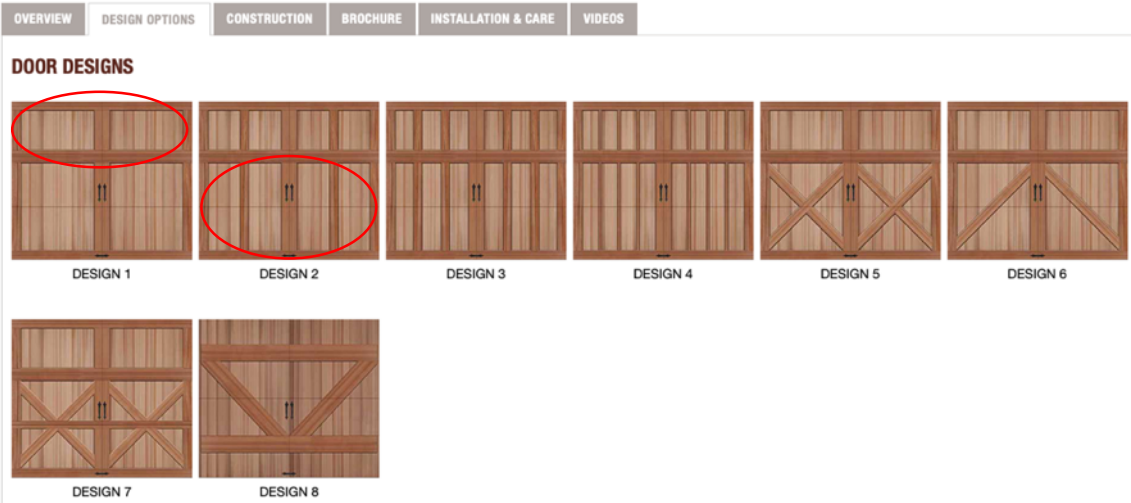 OVERVIEW DESIGN OPTIONS CONSTRUCTION BROCHURE INSTALLATION & CARE VIDEOS
DOOR DESIGNS
DESIGN 1 DESIGN 2 DESIGN 3 DESIGN 4 DESIGN 5 DESIGN 6
DESIGN 7 DESIGN 8